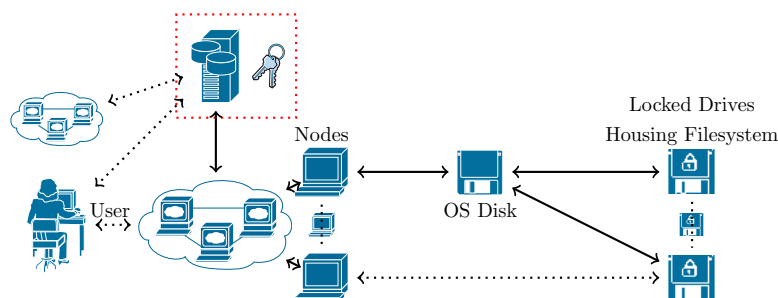 Locked Drives
Nodes
Housing Filesystem
User
OS Disk